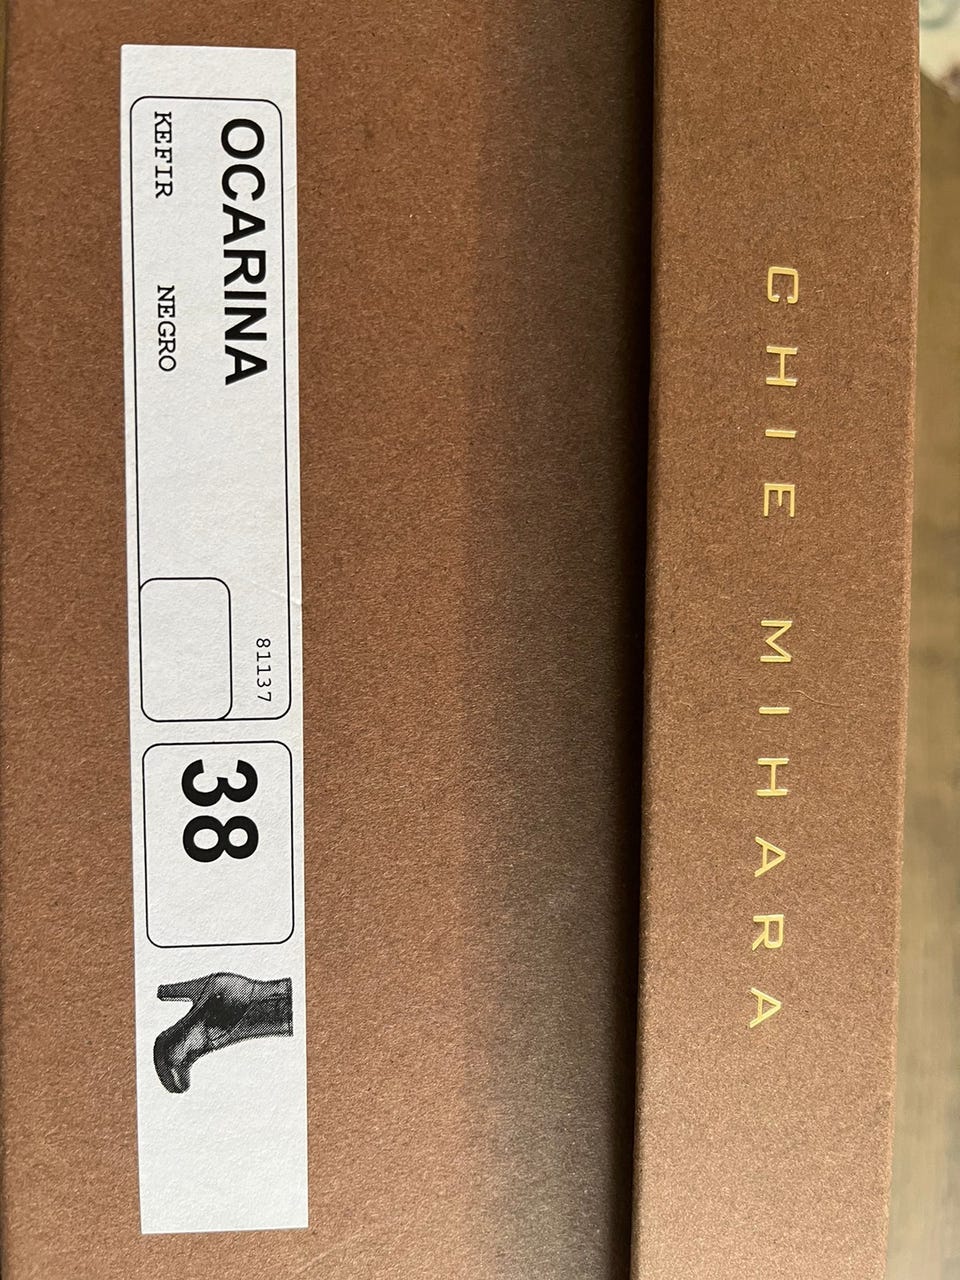 CHIE MIHARA
OCARINA
81137
KEFIR NEGRO
38